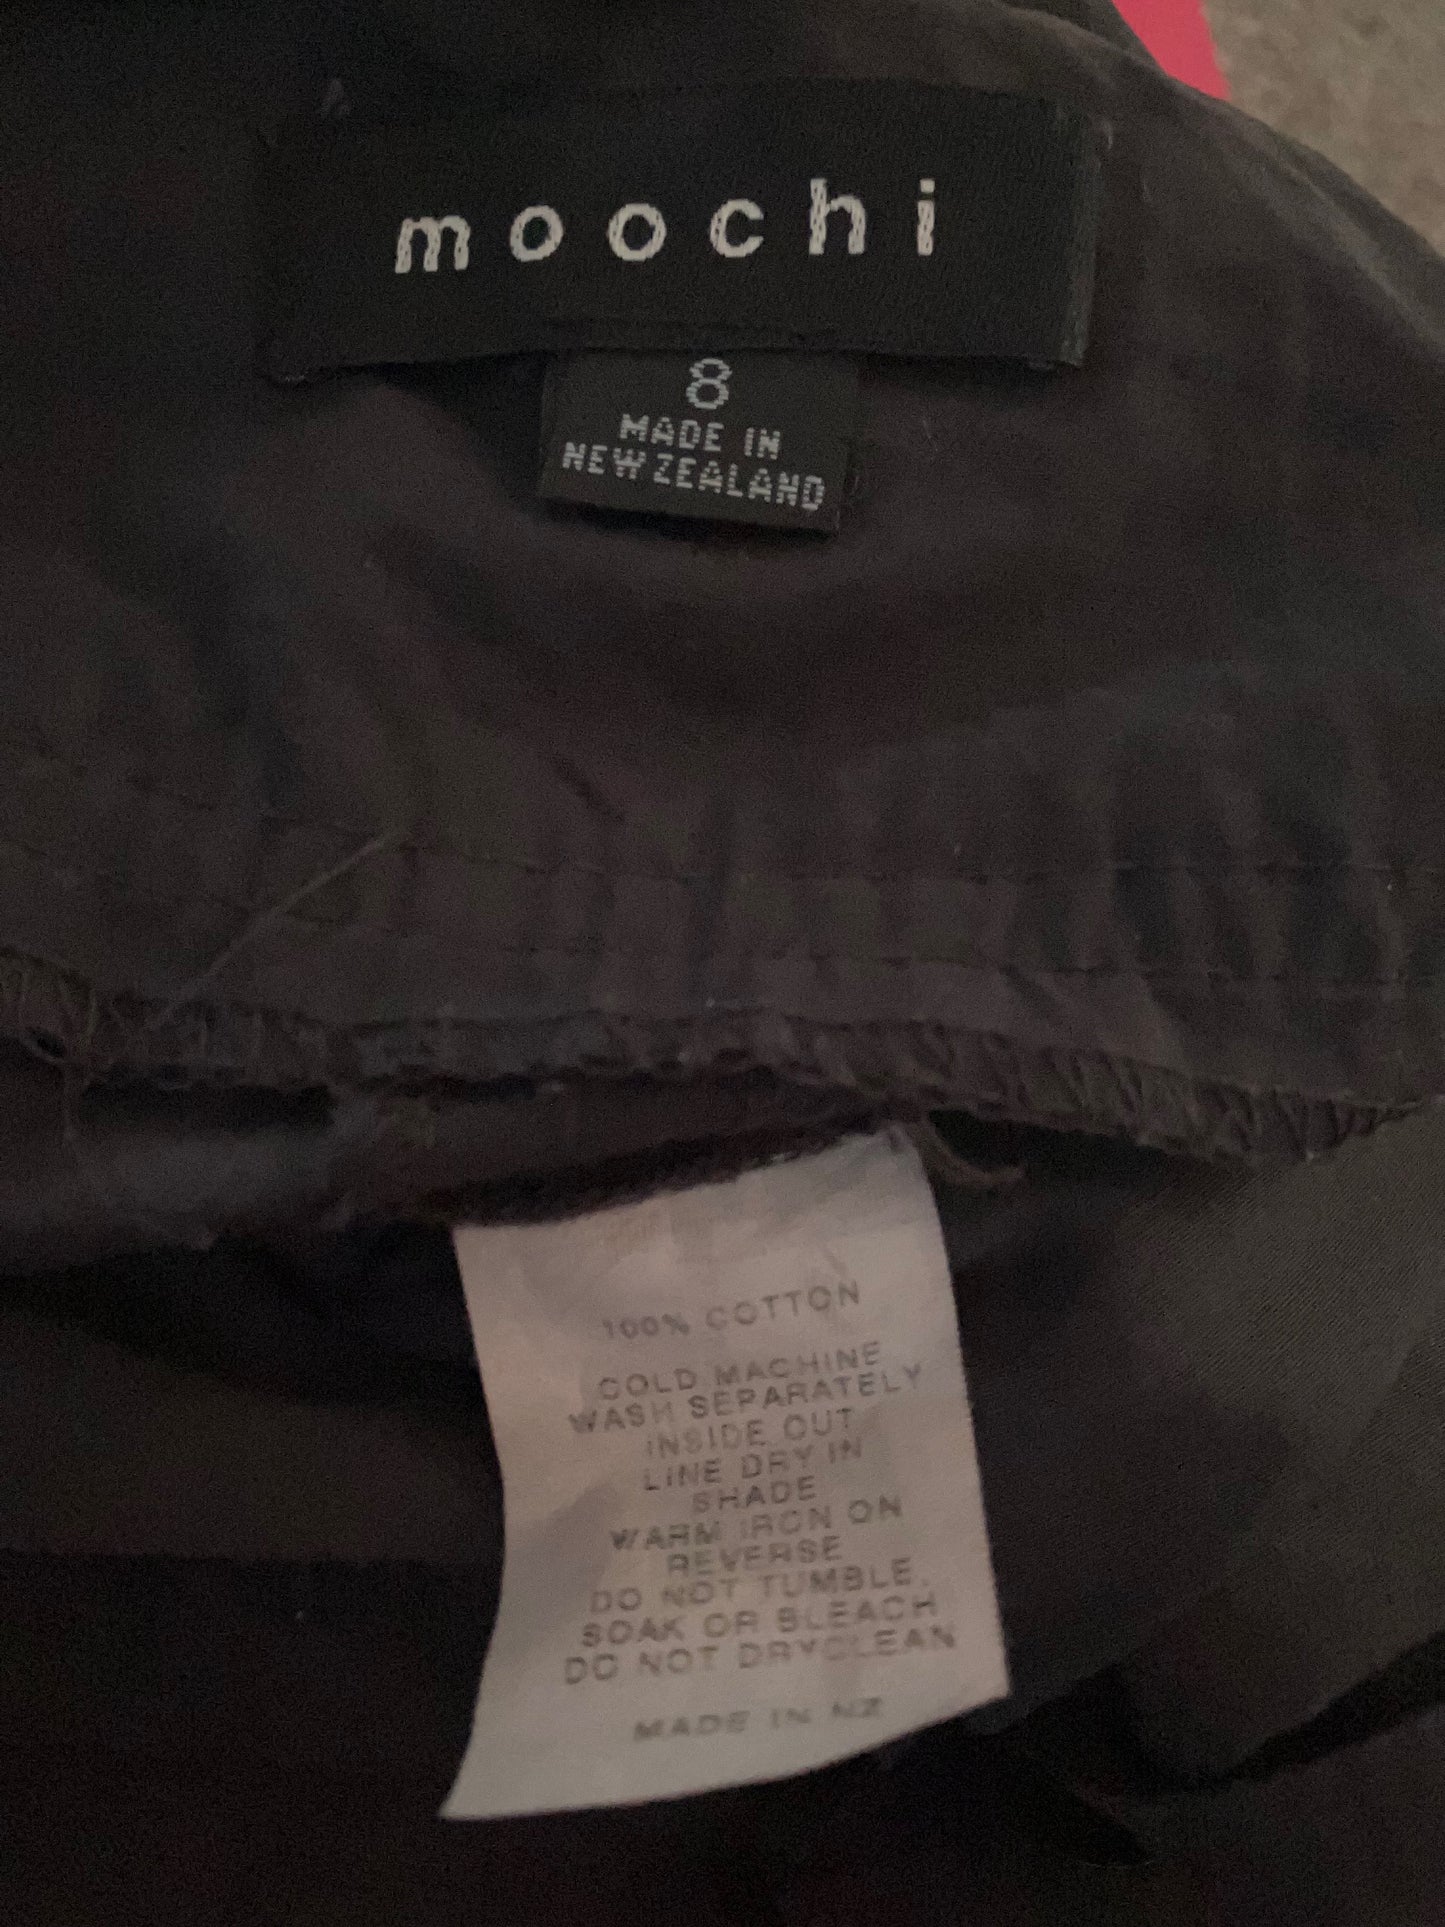 moochi
8
MADE IN
NEW ZEALAND
100% COTTON
COLD MACHINE
WASH SEPARATELY
INSIDE OUT
LINE DRY IN
SHADE
WARM IRON ON
REVERSE
DO NOT TUMBLE,
SOAK OR BLEACH
DO NOT DRYCLEAN
MADE IN NZ